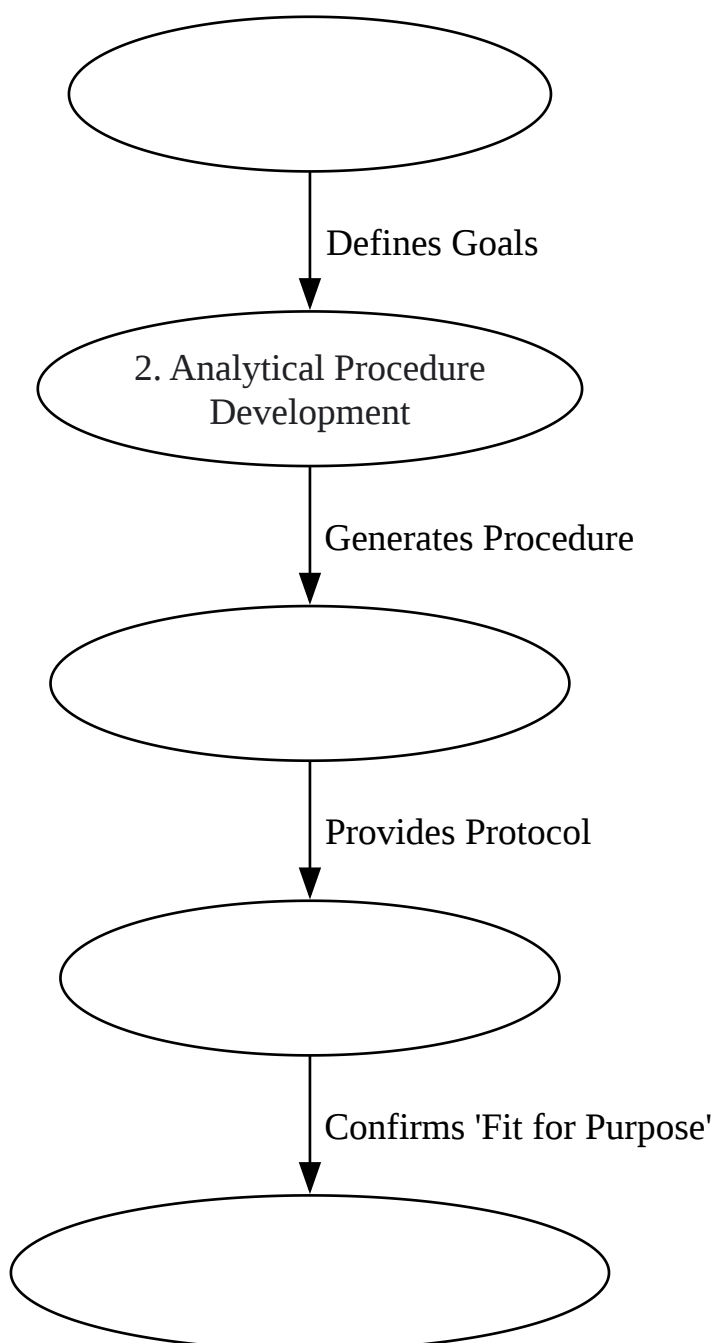 Defines Goals
2. Analytical Procedure
Development
Generates Procedure
Provides Protocol
Confirms 'Fit for Purpose'